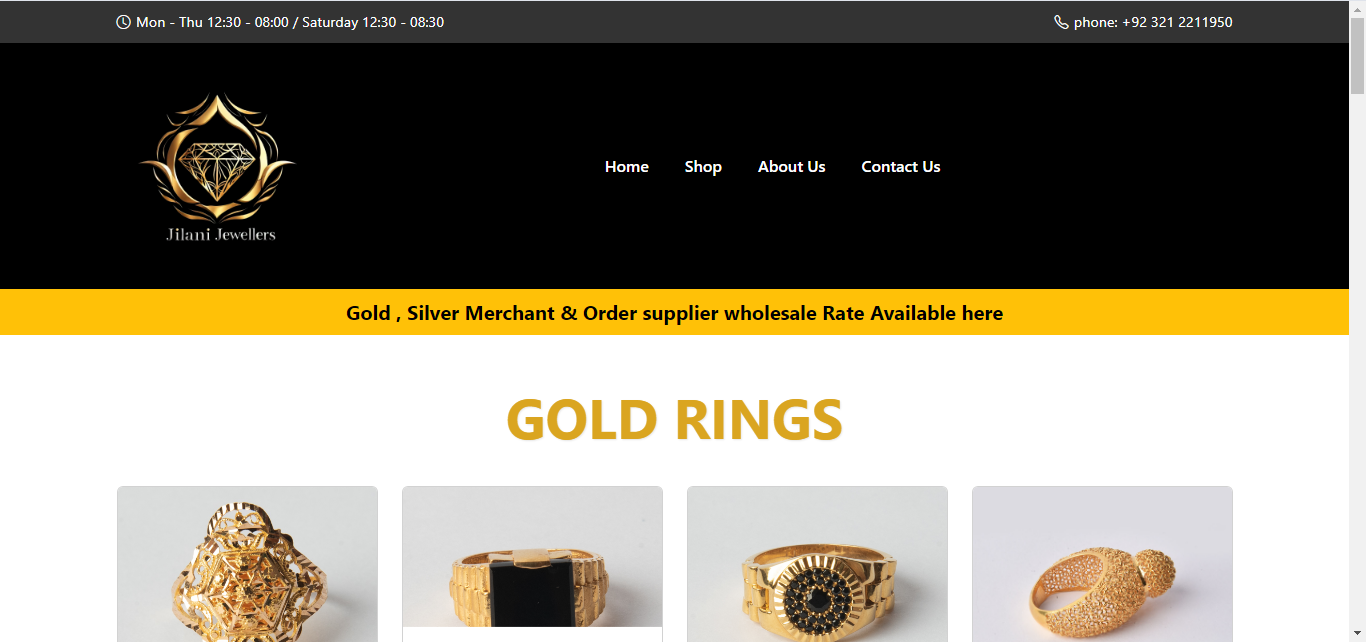 Mon - Thu 12:30 - 08:00 / Saturday 12:30 - 08:30
phone: +92 321 2211950
Jilani Jewellers
Home Shop About Us Contact Us
Gold , Silver Merchant & Order supplier wholesale Rate Available here
GOLD RINGS